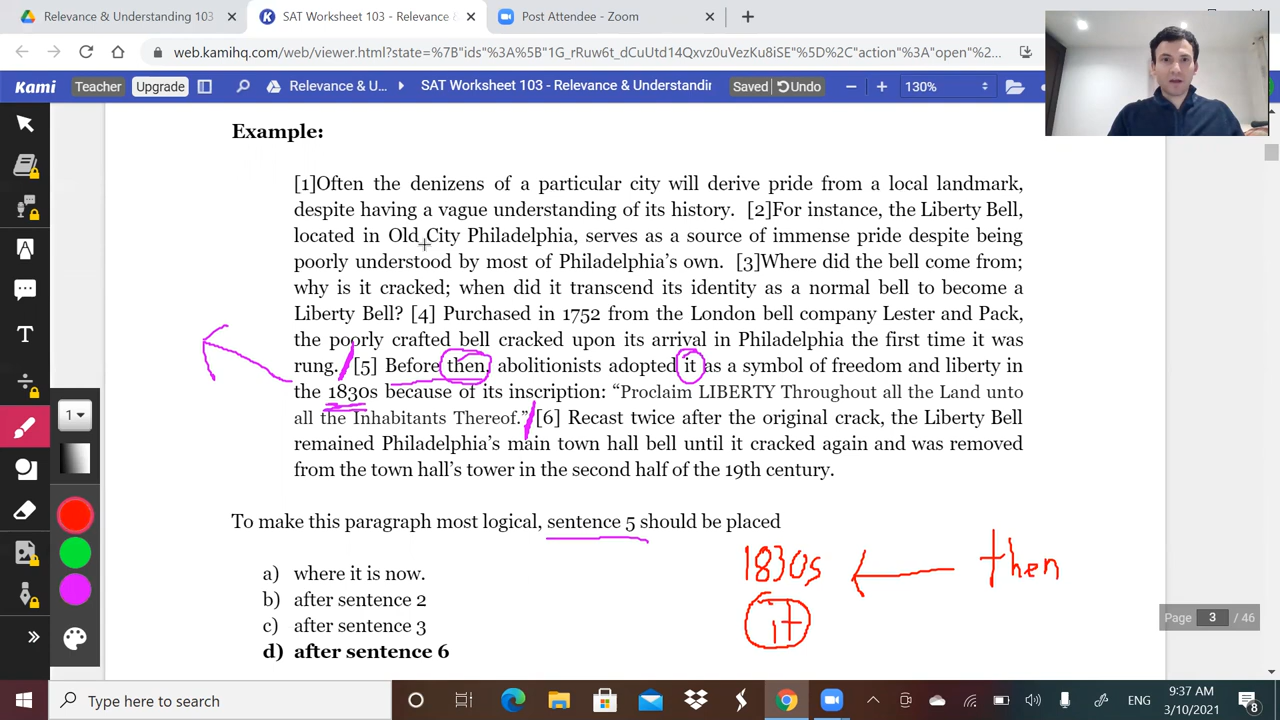 Relevance & Understanding 103
SAT Worksheet 103 - Relevance &
Post Attendee - Zoom
web.kamihq.com/web/viewer.html?state=%7B"ids"%3A%5B"1G_rRuw6t_dCuUtd14Qxvz0uVezKu8iSE"%5D%2C"action"%3A"open"%2...
Kami Teacher Upgrade Relevance & U... SAT Worksheet 103 - Relevance & Understandin Saved Undo 130%
Example:
[1]Often the denizens of a particular city will derive pride from a local landmark,
despite having a vague understanding of its history. [2]For instance, the Liberty Bell,
located in Old City Philadelphia, serves as a source of immense pride despite being
poorly understood by most of Philadelphia's own. [3]Where did the bell come from;
why is it cracked; when did it transcend its identity as a normal bell to become a
Liberty Bell? [4] Purchased in 1752 from the London bell company Lester and Pack,
the poorly crafted bell cracked upon its arrival in Philadelphia the first time it was
rung. [5] Before then, abolitionists adopted it as a symbol of freedom and liberty in
the 1830s because of its inscription: "Proclaim LIBERTY Throughout all the Land unto
all the Inhabitants Thereof." [6] Recast twice after the original crack, the Liberty Bell
remained Philadelphia's main town hall bell until it cracked again and was removed
from the town hall's tower in the second half of the 19th century.
To make this paragraph most logical, sentence 5 should be placed
a) where it is now.
b) after sentence 2
c) after sentence 3
d) after sentence 6
1830s then
it
1
Page 3 / 46
Type here to search
ENG
9:37 AM
3/10/2021
8